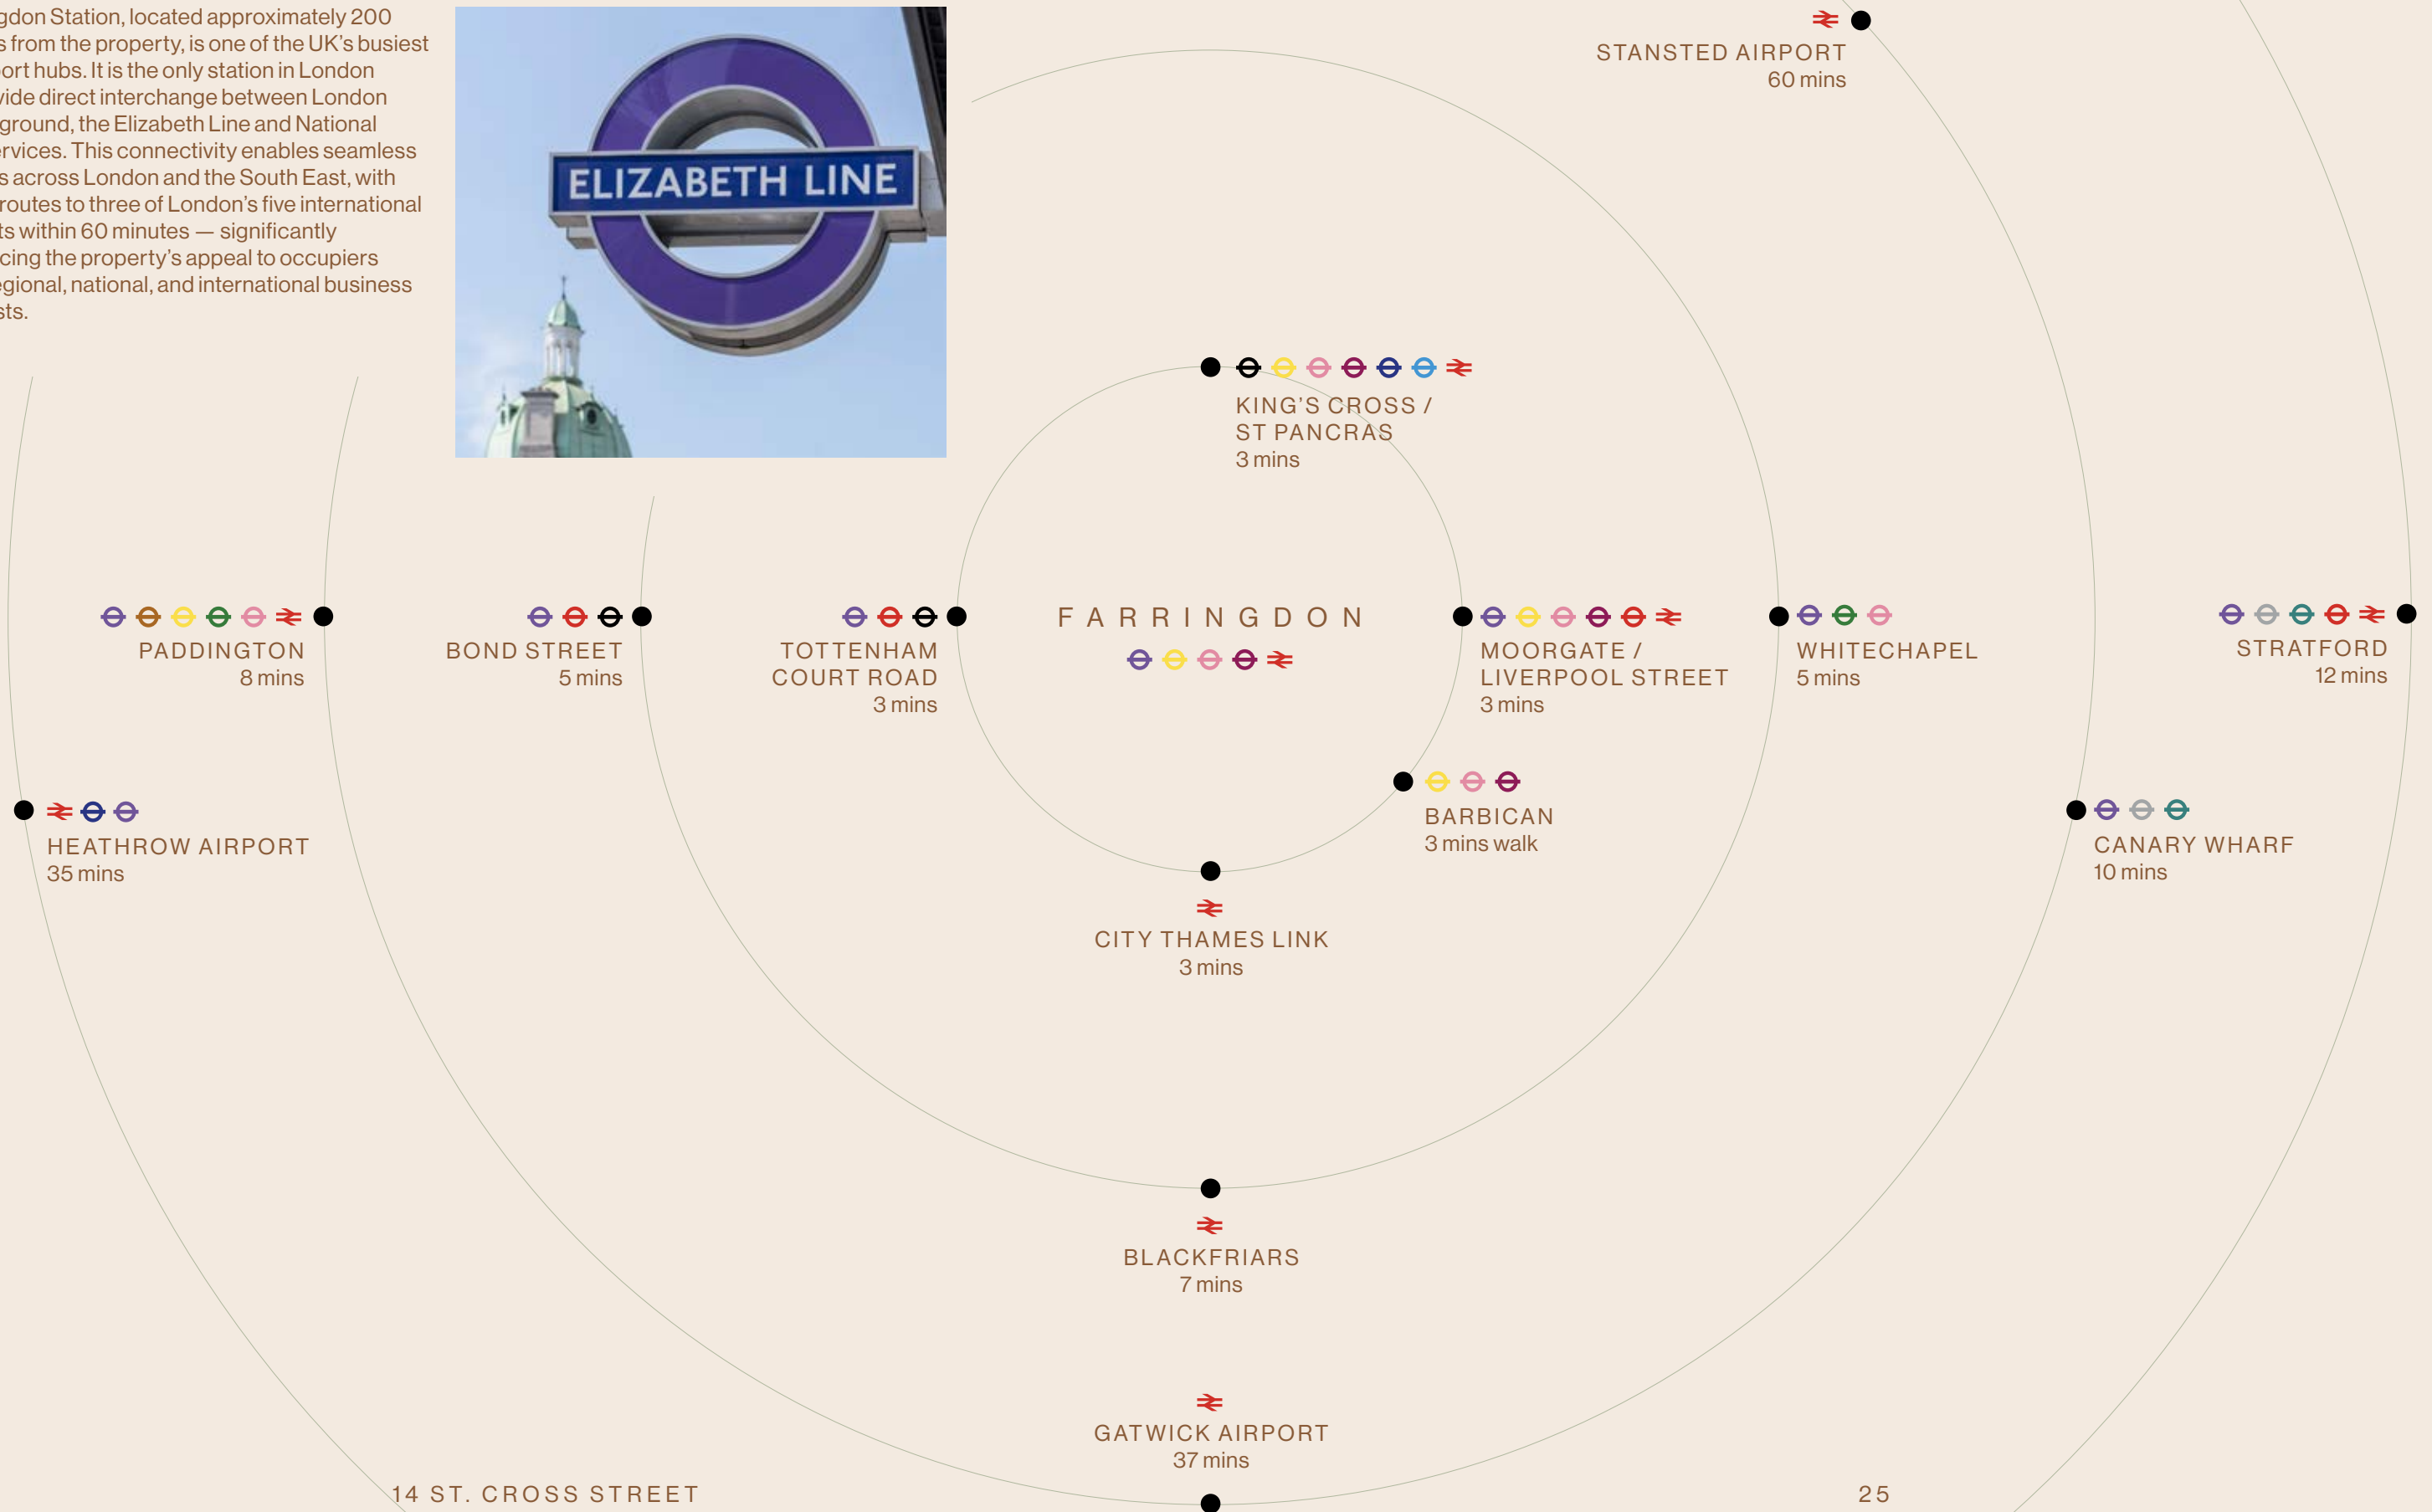 gdon Station, located approximately 200
s from the property, is one of the UK's busiest
ort hubs. It is the only station in London
vide direct interchange between London
ground, the Elizabeth Line and National
ervices. This connectivity enables seamless
s across London and the South East, with
routes to three of London's five international
ts within 60 minutes — significantly
cing the property's appeal to occupiers
egional, national, and international business
sts.
ELIZABETH LINE
STANSTED AIRPORT
60 mins
KING'S CROSS /
ST PANCRAS
3 mins
FARRINGDON
PADDINGTON
8 mins
BOND STREET
5 mins
TOTTENHAM
COURT ROAD
3 mins
MOORGATE /
LIVERPOOL STREET
3 mins
WHITECHAPEL
5 mins
STRATFORD
12 mins
HEATHROW AIRPORT
35 mins
BARBICAN
3 mins walk
CANARY WHARF
10 mins
CITY THAMES LINK
3 mins
BLACKFRIARS
7 mins
GATWICK AIRPORT
37 mins
14 ST. CROSS STREET
25